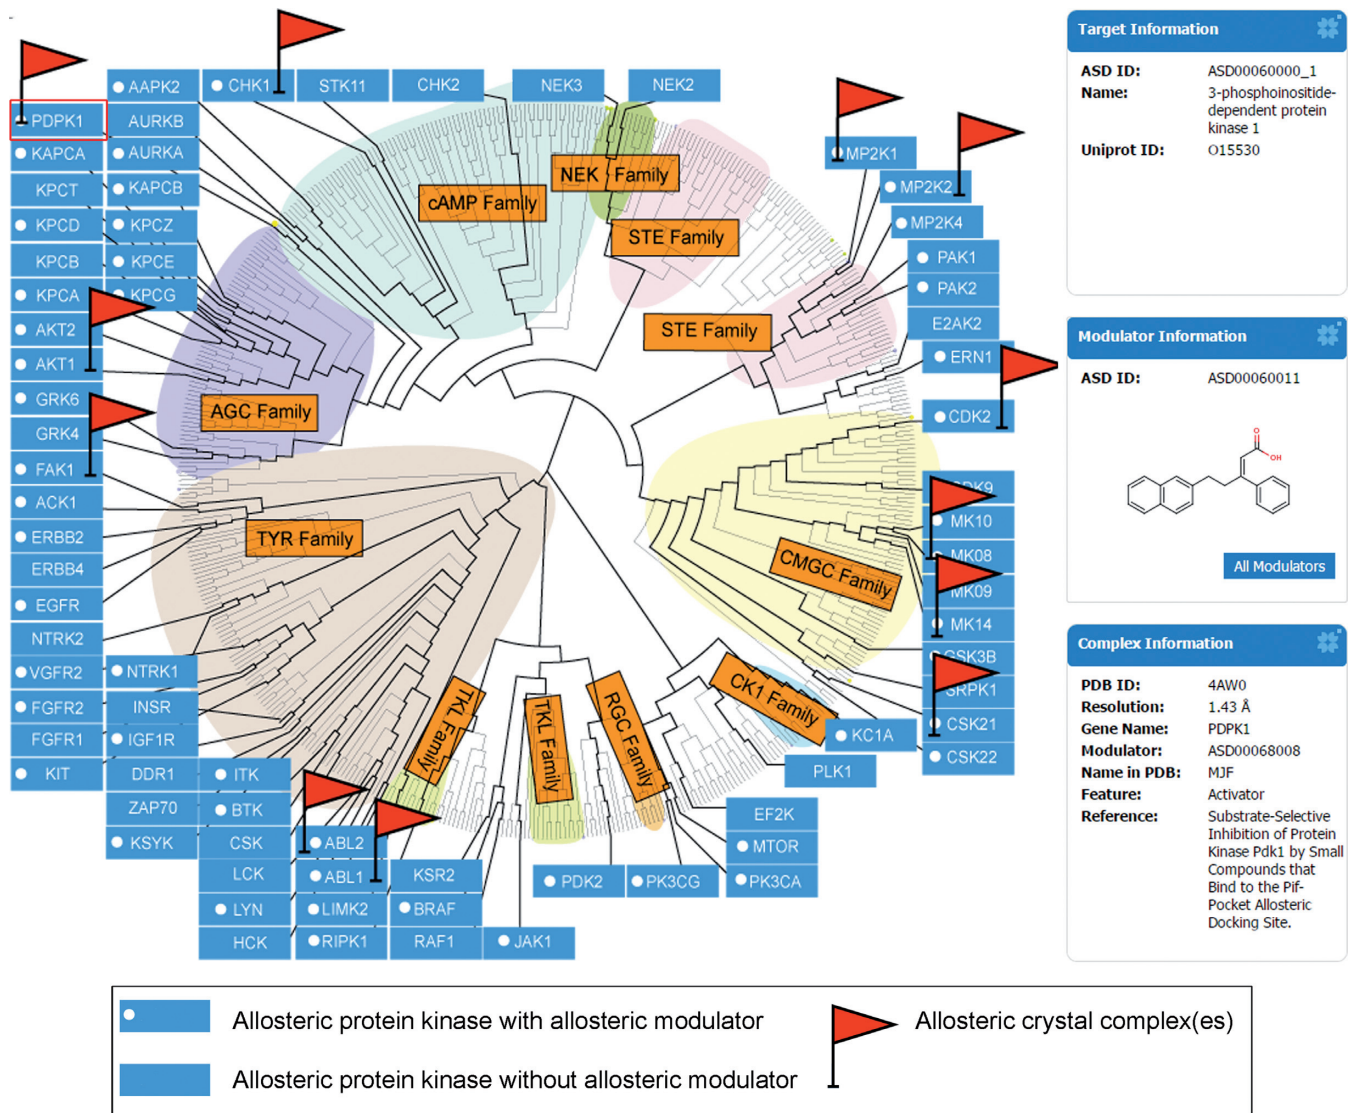 PDPK1
KAPCA
KPCT
KPCD
KPCB
KPCA
AKT2
AKT1
GRK6
GRK4
FAK1
ACK1
ERBB2
ERBB4
EGFR
NTRK2
VGFR2
FGFR2
FGFR1
KIT
AAPK2
AURKB
AURKA
KAPCB
KPCZ
KPCE
KPCG
CHK1
STK11
CHK2
NEK3
NEK2
MP2K1
MP2K2
MP2K4
PAK1
PAK2
E2AK2
ERN1
CDK2
MK10
MK08
MK09
MK14
GSK3B
SRPK1
CSK21
CSK22
KC1A
PLK1
EF2K
MTOR
PK3CA
PK3CG
PDK2
JAK1
KSR2
BRAF
RAF1
ABL2
ABL1
LIMK2
RIPK1
ITK
BTK
CSK
LCK
LYN
HCK
NTRK1
INSR
IGF1R
DDR1
ZAP70
KSYK
cAMP Family
NEK Family
STE Family
STE Family
AGC Family
TYR Family
CMGC Family
CK1 Family
RGC Family
TKL Family
TKL Family
Target Information
ASD ID: ASD00060000_1
Name: 3-phosphoinositide-
dependent protein
kinase 1
Uniprot ID: O15530
Modulator Information
ASD ID: ASD00060011
O
OH
All Modulators
Complex Information
PDB ID: 4AW0
Resolution: 1.43 Å
Gene Name: PDPK1
Modulator: ASD00068008
Name in PDB: MJF
Feature: Activator
Reference: Substrate-Selective
Inhibition of Protein
Kinase Pdk1 by Small
Compounds that
Bind to the Pif-
Pocket Allosteric
Docking Site.
Allosteric protein kinase with allosteric modulator
Allosteric crystal complex(es)
Allosteric protein kinase without allosteric modulator